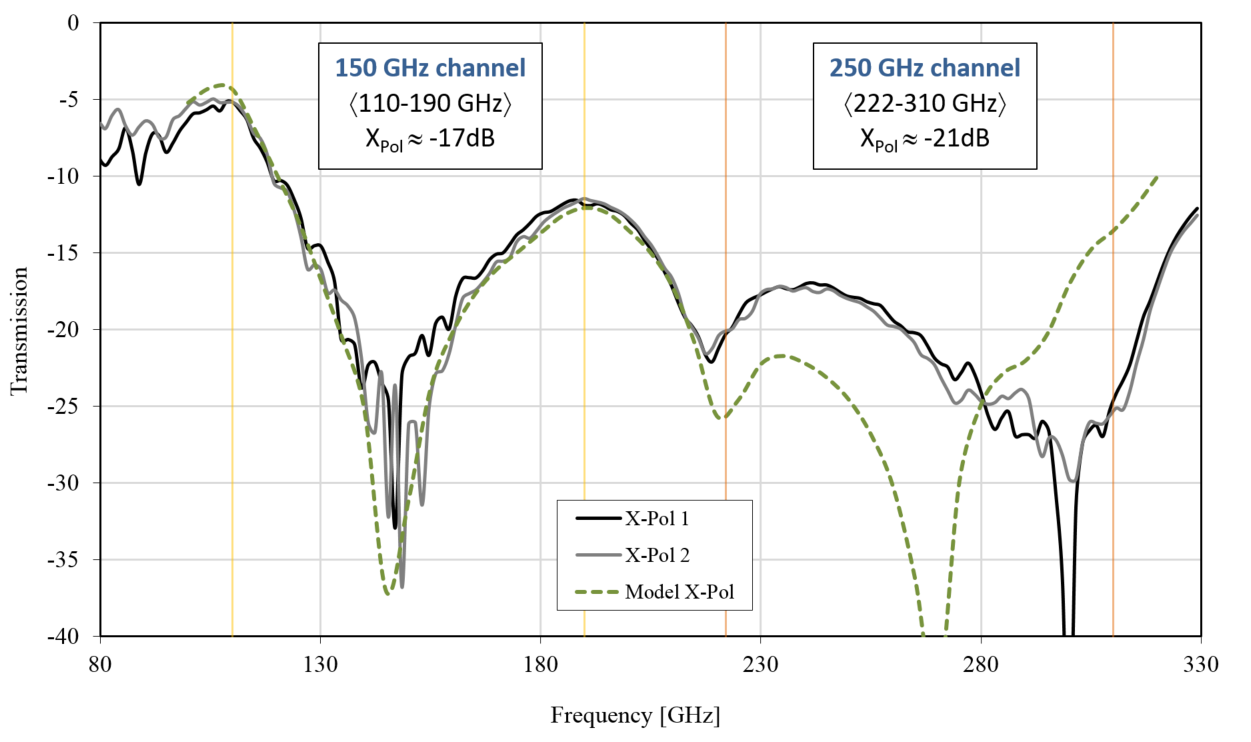 0
-5
-10
-15
-20
-25
-30
-35
-40
Transmission
150 GHz channel
⟨110-190 GHz⟩
XPol ≈ -17dB
250 GHz channel
⟨222-310 GHz⟩
XPol ≈ -21dB
X-Pol 1
X-Pol 2
Model X-Pol
80 130 180 230 280 330
Frequency [GHz]